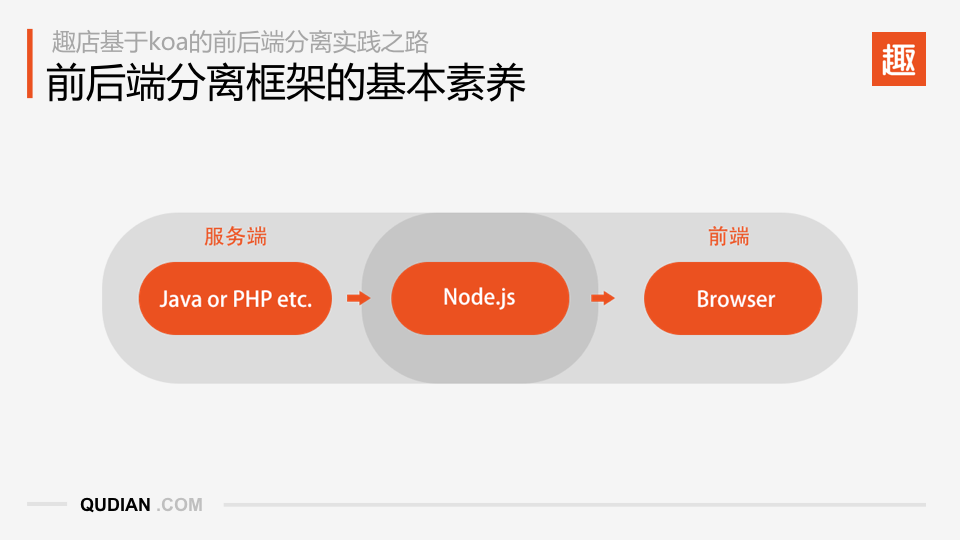 趣店基于koa的前后端分离实践之路
前后端分离框架的基本素养
趣
服务端
前端
Java or PHP etc.
Node.js
Browser
QUDIAN .COM